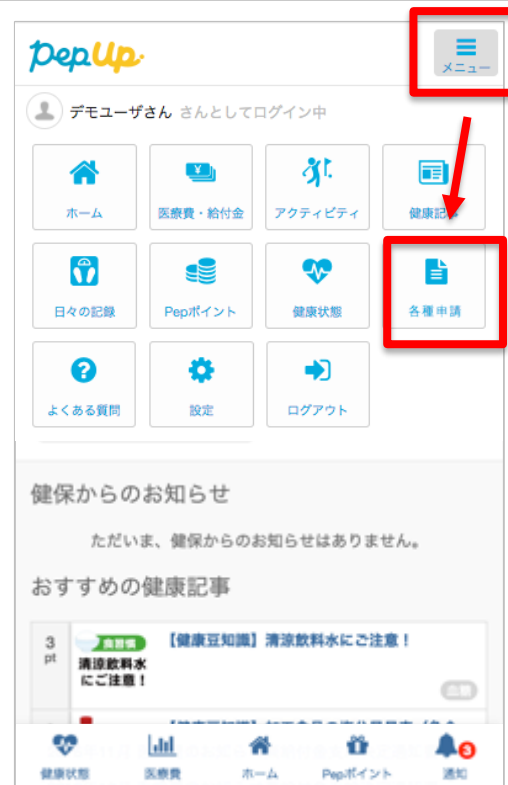 PepUp
メニュー
デモユーザさん さんとしてログイン中
ホーム
医療費・給付金
アクティビティ
健康記事
日々の記録
Pepポイント
健康状態
各種申請
よくある質問
設定
ログアウト
健保からのお知らせ
ただいま、健保からのお知らせはありません。
おすすめの健康記事
3
pt
食習慣
清涼飲料水
にご注意！
【健康豆知識】清涼飲料水にご注意！
健康状態
医療費
ホーム
Pepポイント
通知
3